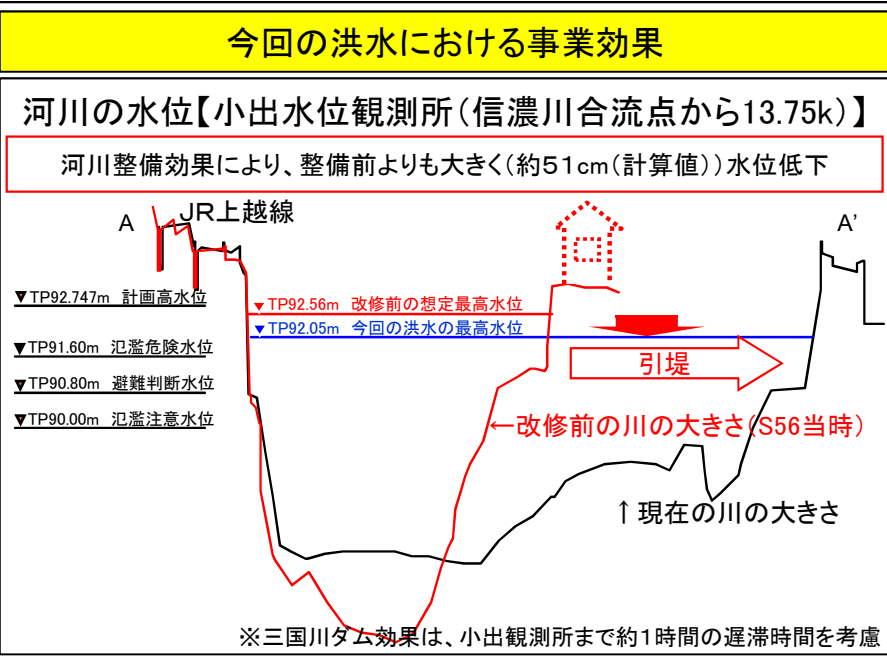 今回の洪水における事業効果
河川の水位【小出水位観測所(信濃川合流点から13.75k)】
河川整備効果により、整備前よりも大きく(約51cm(計算値))水位低下
A
JR上越線
A'
▼TP92.747m 計画高水位
▼TP92.56m 改修前の想定最高水位
▼TP92.05m 今回の洪水の最高水位
▼TP91.60m 氾濫危険水位
引堤
▼TP90.80m 避難判断水位
▼TP90.00m 氾濫注意水位
←改修前の川の大きさ(S56当時)
↑現在の川の大きさ
※三国川ダム効果は、小出観測所まで約1時間の遅滞時間を考慮